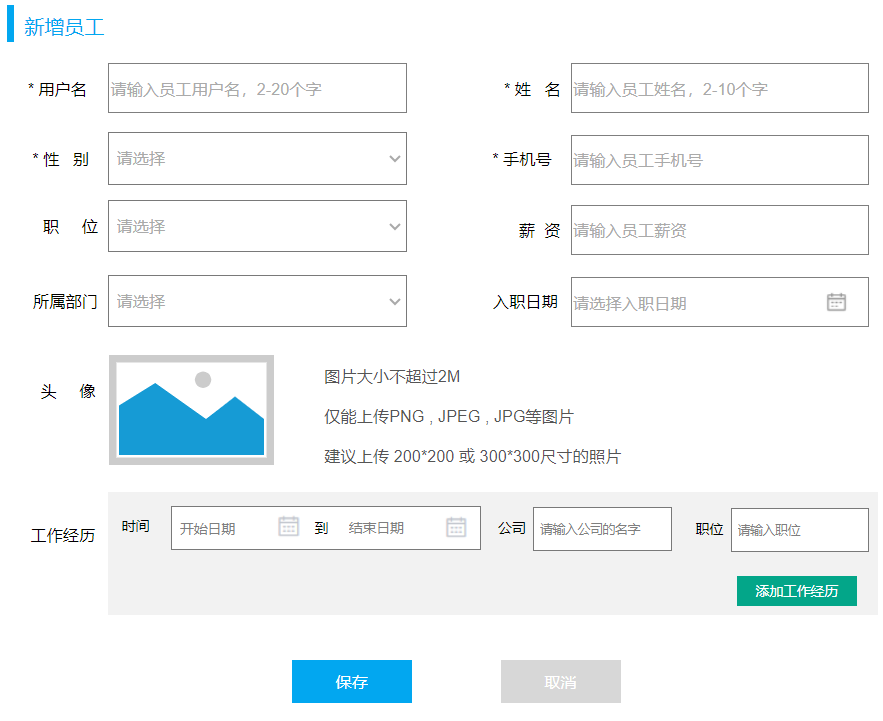 新增员工
* 用户名 请输入员工用户名，2-20个字 * 姓 名 请输入员工姓名，2-10个字
* 性 别 请选择 * 手机号 请输入员工手机号
职 位 请选择 薪 资 请输入员工薪资
所属部门 请选择 入职日期 请选择入职日期
头 像
图片大小不超过2M
仅能上传PNG , JPEG , JPG等图片
建议上传 200*200 或 300*300尺寸的照片
工作经历 时间 开始日期 到 结束日期 公司 请输入公司的名字 职位 请输入职位
添加工作经历
保存 取消